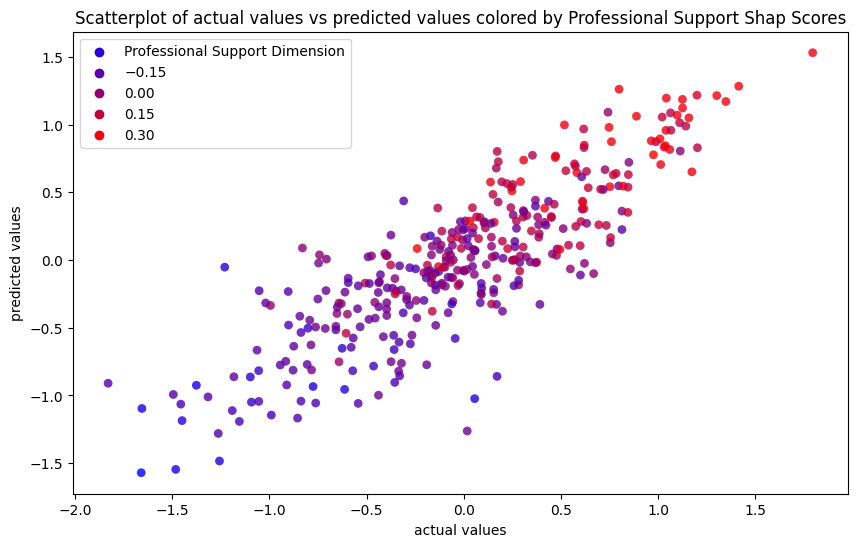 Scatterplot of actual values vs predicted values colored by Professional Support Shap Scores
Professional Support Dimension
−0.15
0.00
0.15
0.30
predicted values
1.5
1.0
0.5
0.0
−0.5
−1.0
−1.5
−2.0 −1.5 −1.0 −0.5 0.0 0.5 1.0 1.5
actual values